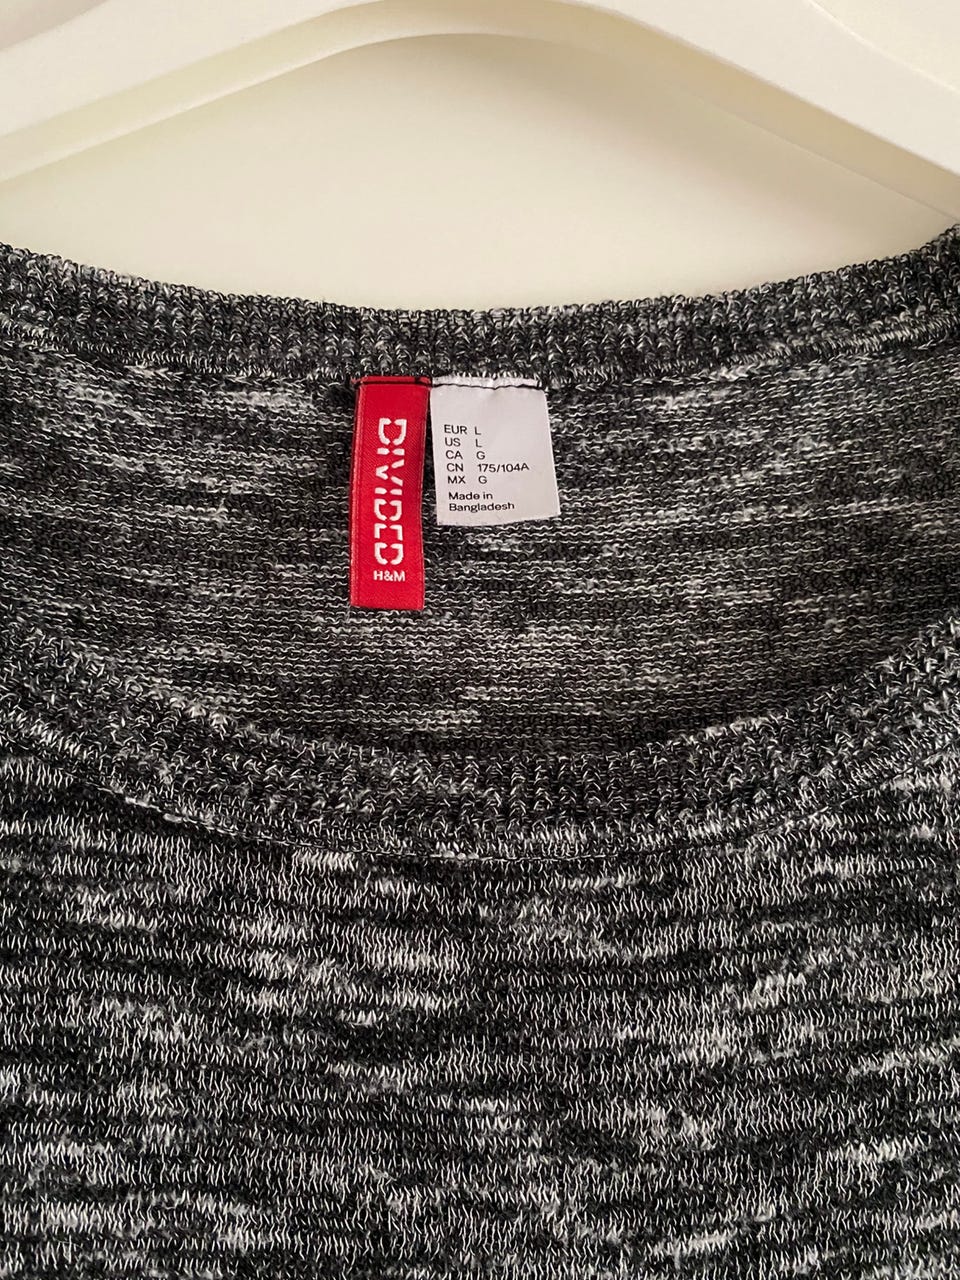 DIVIDED
H&M
EUR L
US L
CA G
CN 175/104A
MX G
Made in
Bangladesh